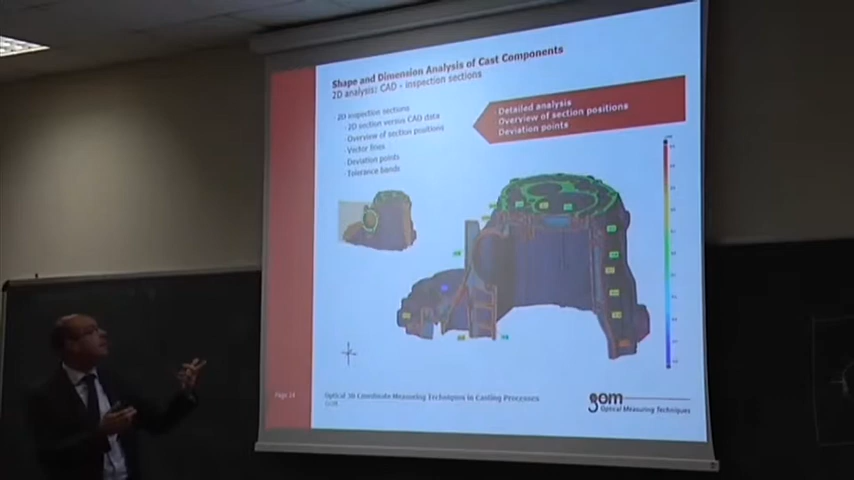 Shape and Dimension Analysis of Cast Components
2D analysis: CAD - inspection sections
· 2D inspection sections
· 2D section versus CAD data
· Overview of section positions
· Vector lines
· Deviation points
· Tolerance bands
· Detailed analysis
· Overview of section positions
· Deviation points
Page 24
Optical 3D Coordinate Measuring Techniques in Casting Processes
gom
Optical Measuring Techniques